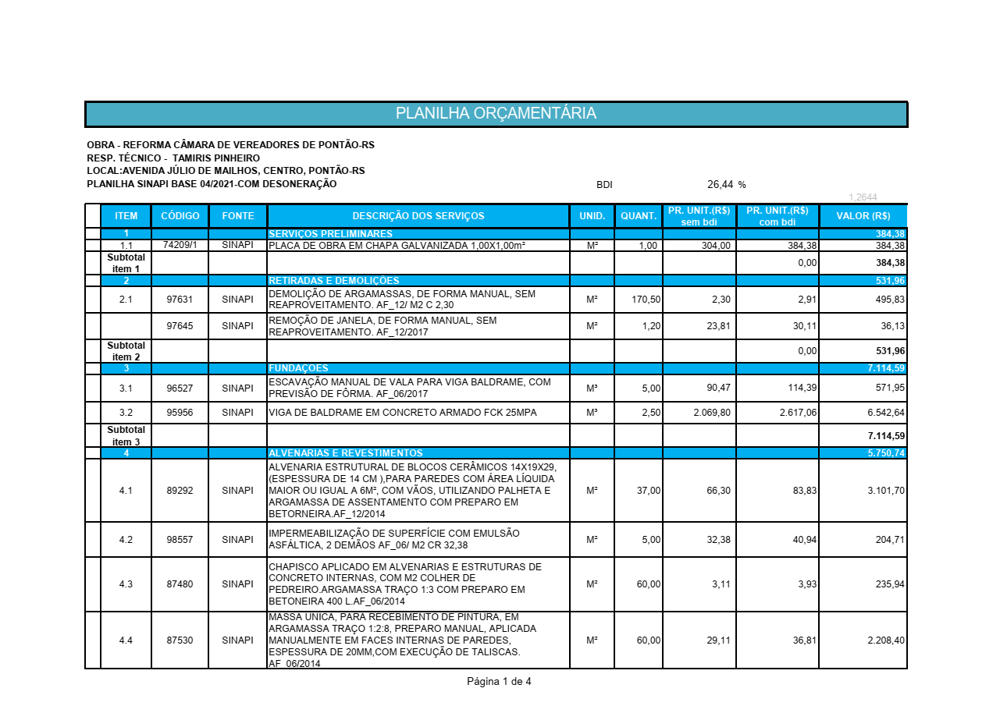 PLANILHA ORÇAMENTÁRIA
OBRA - REFORMA CÂMARA DE VEREADORES DE PONTÃO-RS
RESP. TÉCNICO - TAMIRIS PINHEIRO
LOCAL:AVENIDA JÚLIO DE MAILHOS, CENTRO, PONTÃO-RS
PLANILHA SINAPI BASE 04/2021-COM DESONERAÇÃO BDI 26,44 %
1,2644
ITEM CÓDIGO FONTE DESCRIÇÃO DOS SERVIÇOS UNID. QUANT. PR. UNIT.(R$) sem bdi PR. UNIT.(R$) com bdi VALOR (R$)
1 SERVIÇOS PRELIMINARES 384,38
1.1 74209/1 SINAPI PLACA DE OBRA EM CHAPA GALVANIZADA 1,00X1,00m² M² 1,00 304,00 384,38 384,38
Subtotal
item 1 0,00 384,38
2 RETIRADAS E DEMOLIÇÕES 531,96
2.1 97631 SINAPI DEMOLIÇÃO DE ARGAMASSAS, DE FORMA MANUAL, SEM
REAPROVEITAMENTO. AF_12/ M2 C 2,30 M² 170,50 2,30 2,91 495,83
97645 SINAPI REMOÇÃO DE JANELA, DE FORMA MANUAL, SEM
REAPROVEITAMENTO. AF_12/2017 M² 1,20 23,81 30,11 36,13
Subtotal
item 2 0,00 531,96
3 FUNDAÇOES 7.114,59
3.1 96527 SINAPI ESCAVAÇÃO MANUAL DE VALA PARA VIGA BALDRAME, COM
PREVISÃO DE FÔRMA. AF_06/2017 M³ 5,00 90,47 114,39 571,95
3.2 95956 SINAPI VIGA DE BALDRAME EM CONCRETO ARMADO FCK 25MPA M³ 2,50 2.069,80 2.617,06 6.542,64
Subtotal
item 3 7.114,59
4 ALVENARIAS E REVESTIMENTOS 5.750,74
4.1 89292 SINAPI ALVENARIA ESTRUTURAL DE BLOCOS CERÂMICOS 14X19X29,
(ESPESSURA DE 14 CM ),PARA PAREDES COM ÁREA LÍQUIDA
MAIOR OU IGUAL A 6M², COM VÃOS, UTILIZANDO PALHETA E
ARGAMASSA DE ASSENTAMENTO COM PREPARO EM
BETORNEIRA.AF_12/2014 M² 37,00 66,30 83,83 3.101,70
4.2 98557 SINAPI IMPERMEABILIZAÇÃO DE SUPERFÍCIE COM EMULSÃO
ASFÁLTICA, 2 DEMÃOS AF_06/ M2 CR 32,38 M² 5,00 32,38 40,94 204,71
4.3 87480 SINAPI CHAPISCO APLICADO EM ALVENARIAS E ESTRUTURAS DE
CONCRETO INTERNAS, COM M2 COLHER DE
PEDREIRO.ARGAMASSA TRAÇO 1:3 COM PREPARO EM
BETONEIRA 400 L.AF_06/2014 M² 60,00 3,11 3,93 235,94
4.4 87530 SINAPI MASSA UNICA, PARA RECEBIMENTO DE PINTURA, EM
ARGAMASSA TRAÇO 1:2:8, PREPARO MANUAL, APLICADA
MANUALMENTE EM FACES INTERNAS DE PAREDES,
ESPESSURA DE 20MM,COM EXECUÇÃO DE TALISCAS.
AF_06/2014 M² 60,00 29,11 36,81 2.208,40
Página 1 de 4